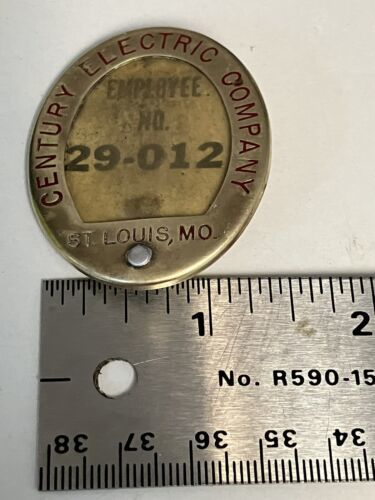 CENTURY ELECTRIC COMPANY
EMPLOYEE
NO.
29-012
ST. LOUIS, MO.
1 2
No. R590-15
38 37 36 35 34